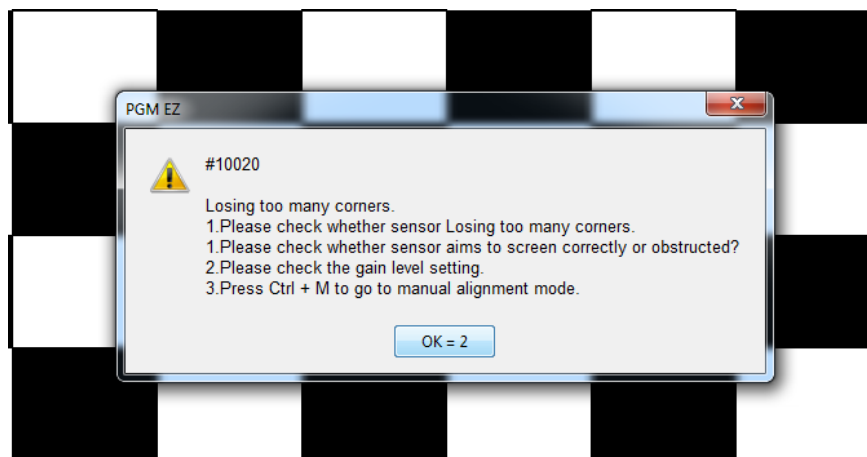 PGM EZ
#10020
Losing too many corners.
1.Please check whether sensor Losing too many corners.
1.Please check whether sensor aims to screen correctly or obstructed?
2.Please check the gain level setting.
3.Press Ctrl + M to go to manual alignment mode.
OK = 2